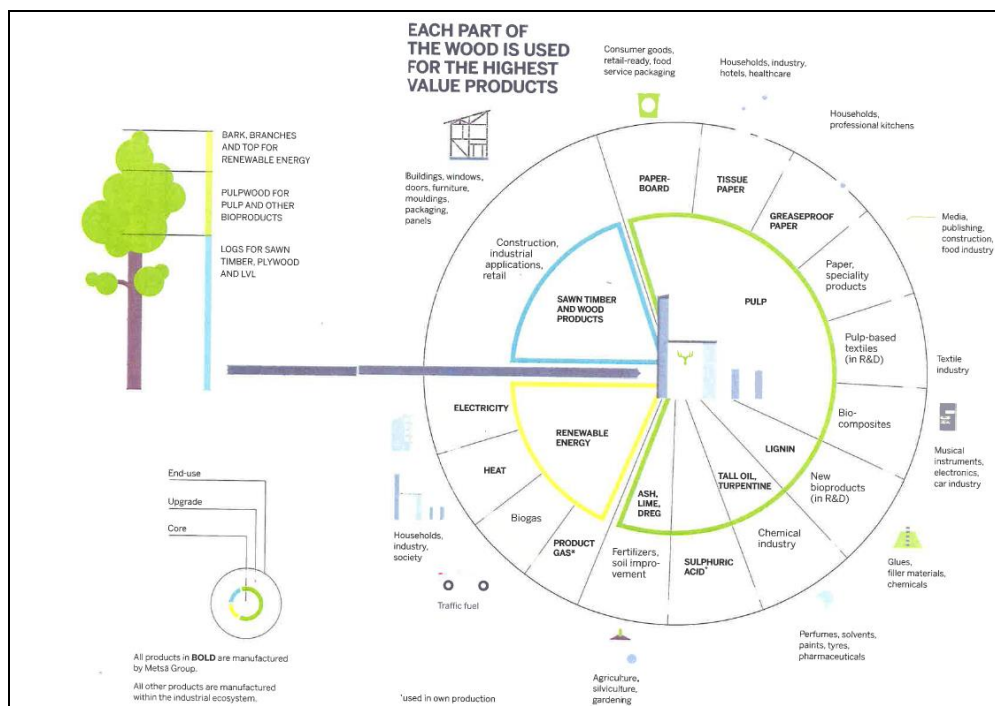 EACH PART OF
THE WOOD IS USED
FOR THE HIGHEST
VALUE PRODUCTS
BARK, BRANCHES
AND TOP FOR
RENEWABLE ENERGY
PULPWOOD FOR
PULP AND OTHER
BIOPRODUCTS
LOGS FOR SAWN
TIMBER, PLYWOOD
AND LVL
Consumer goods,
retail-ready, food
service packaging
Households, industry,
hotels, healthcare
Households,
professional kitchens
Media,
publishing,
construction,
food industry
Textile
industry
Musical
instruments,
electronics,
car industry
Glues,
filler materials,
chemicals
Perfumes, solvents,
paints, tyres,
pharmaceuticals
Agriculture,
silviculture,
gardening
Traffic fuel
Households,
industry,
society
Buildings, windows,
doors, furniture,
mouldings,
packaging,
panels
Construction,
industrial
applications,
retail
SAWN TIMBER
AND WOOD
PRODUCTS
PAPER-
BOARD
TISSUE
PAPER
GREASEPROOF
PAPER
Paper,
speciality
products
PULP
Pulp-based
textiles
(in R&D)
Bio-
composites
LIGNIN
New
bioproducts
(in R&D)
TALL OIL,
TURPENTINE
Chemical
industry
SULPHURIC
ACID*
ASH,
LIME,
DREG
Fertilizers,
soil impro-
vement
RENEWABLE
ENERGY
ELECTRICITY
HEAT
Biogas
PRODUCT
GAS*
End-use
Upgrade
Core
All products in BOLD are manufactured
by Metsä Group.
All other products are manufactured
within the industrial ecosystem.
*used in own production